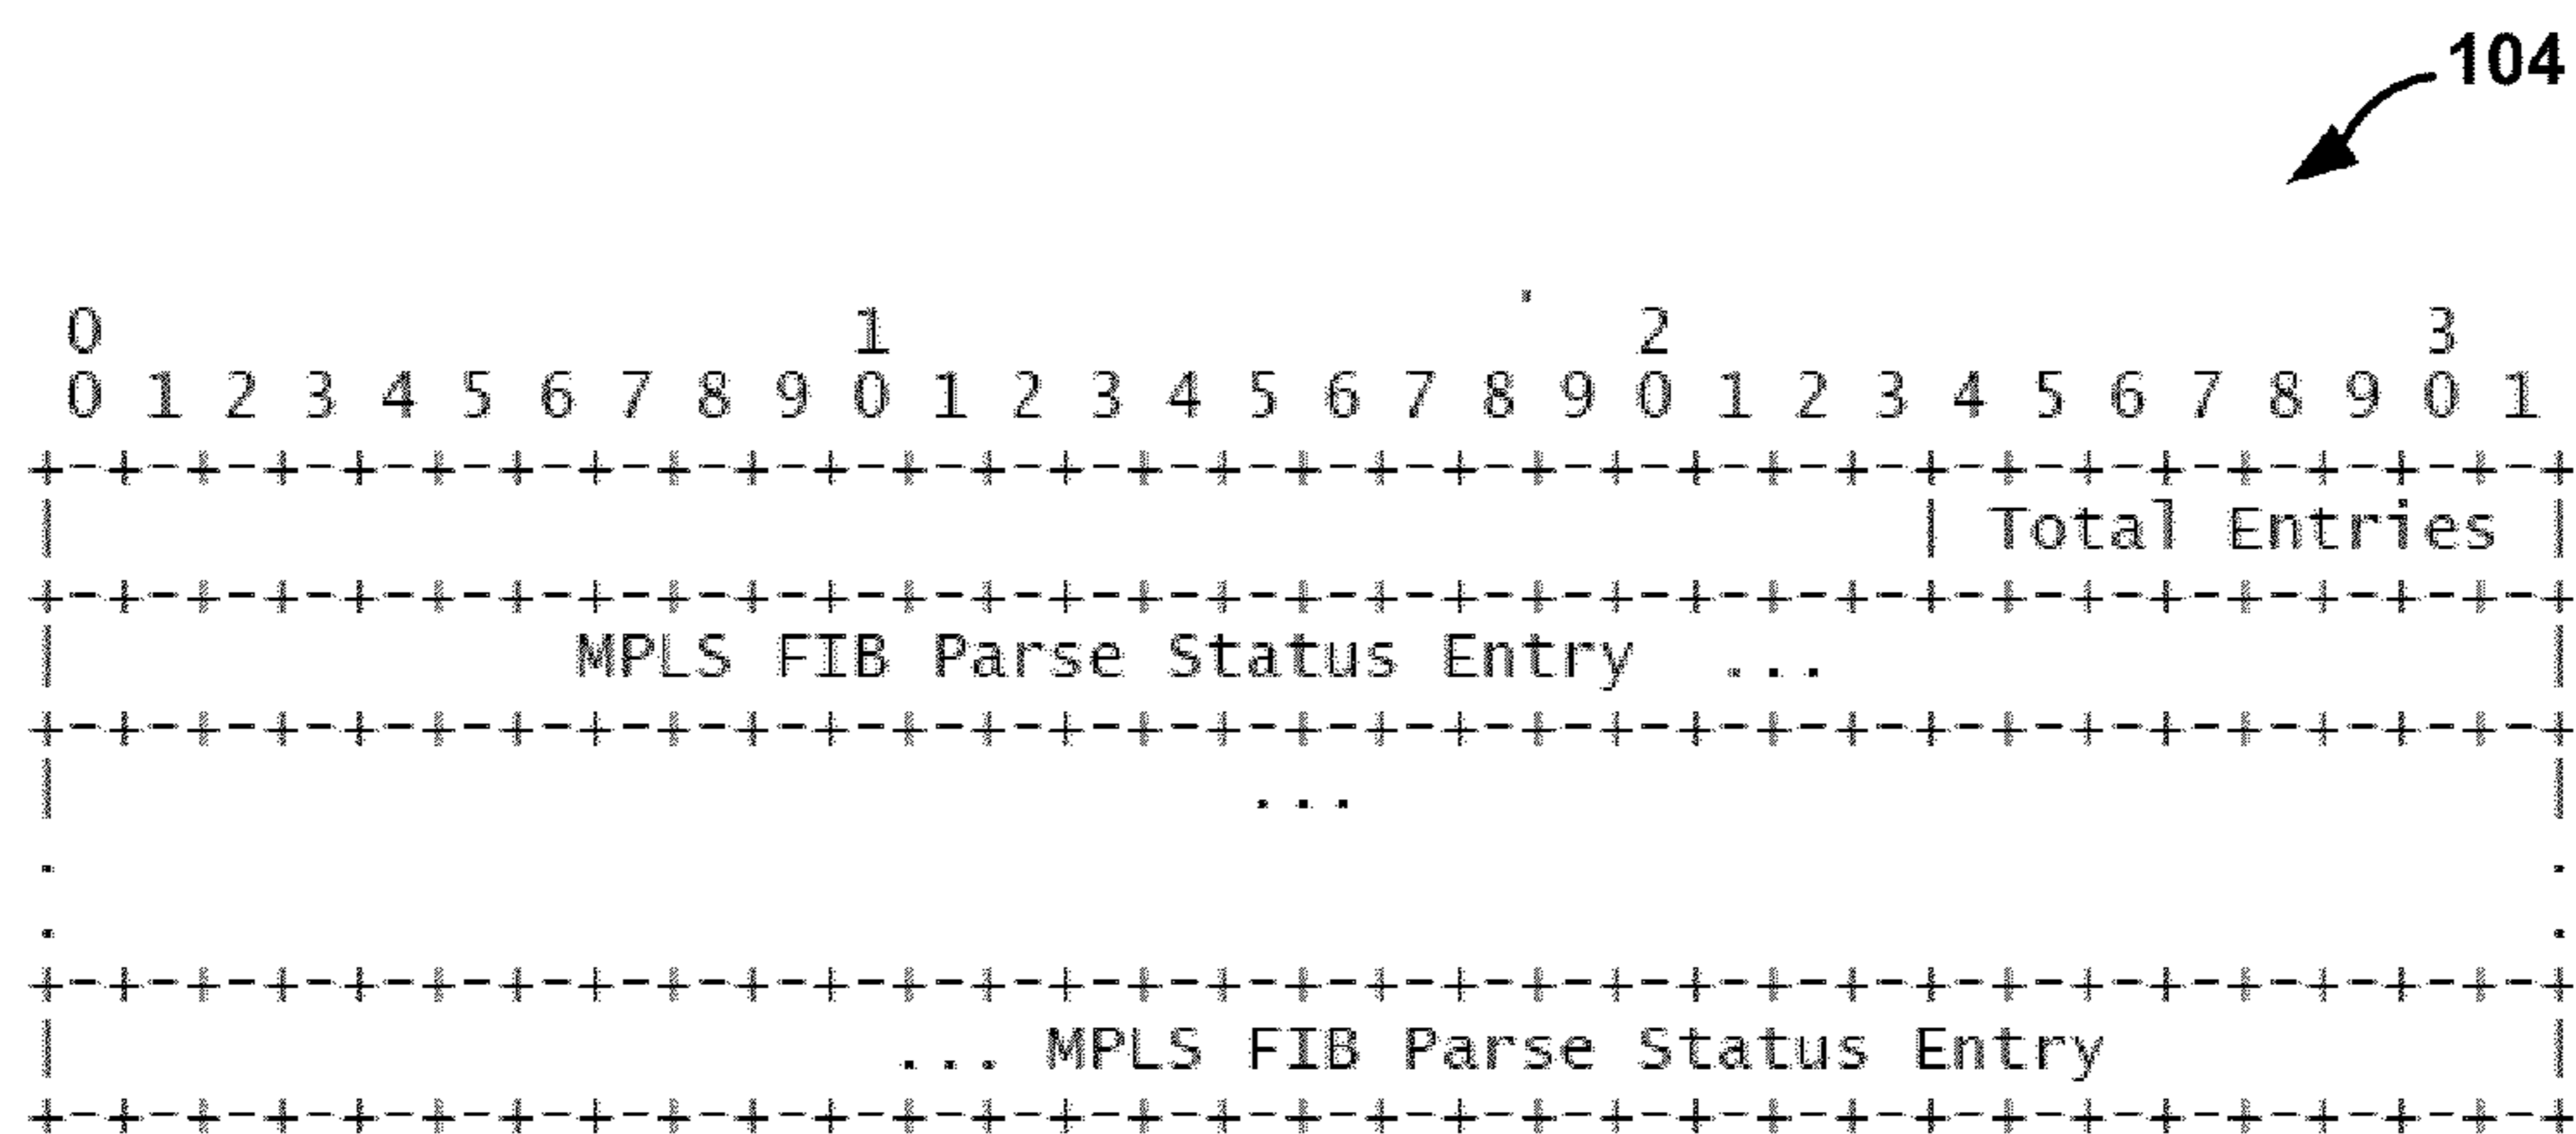 104
0 1 2 3
0 1 2 3 4 5 6 7 8 9 0 1 2 3 4 5 6 7 8 9 0 1 2 3 4 5 6 7 8 9 0 1
+-+-+-+-+-+-+-+-+-+-+-+-+-+-+-+-+-+-+-+-+-+-+-+-+-+-+-+-+-+-+-+-+
| | Total Entries |
+-+-+-+-+-+-+-+-+-+-+-+-+-+-+-+-+-+-+-+-+-+-+-+-+-+-+-+-+-+-+-+-+
| MPLS FIB Parse Status Entry ... |
+-+-+-+-+-+-+-+-+-+-+-+-+-+-+-+-+-+-+-+-+-+-+-+-+-+-+-+-+-+-+-+-+
| ... |
. .
. .
+-+-+-+-+-+-+-+-+-+-+-+-+-+-+-+-+-+-+-+-+-+-+-+-+-+-+-+-+-+-+-+-+
| ... MPLS FIB Parse Status Entry |
+-+-+-+-+-+-+-+-+-+-+-+-+-+-+-+-+-+-+-+-+-+-+-+-+-+-+-+-+-+-+-+-+